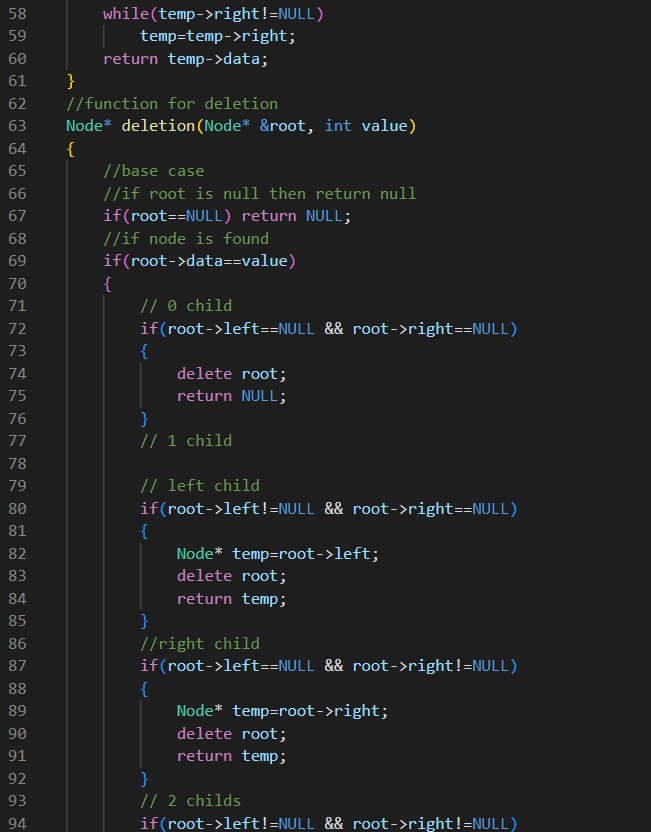 58 while(temp->right!=NULL)
59 temp=temp->right;
60 return temp->data;
61 }
62 //function for deletion
63 Node* deletion(Node* &root, int value)
64 {
65 //base case
66 //if root is null then return null
67 if(root==NULL) return NULL;
68 //if node is found
69 if(root->data==value)
70 {
71 // 0 child
72 if(root->left==NULL && root->right==NULL)
73 {
74 delete root;
75 return NULL;
76 }
77 // 1 child
78
79 // left child
80 if(root->left!=NULL && root->right==NULL)
81 {
82 Node* temp=root->left;
83 delete root;
84 return temp;
85 }
86 //right child
87 if(root->left==NULL && root->right!=NULL)
88 {
89 Node* temp=root->right;
90 delete root;
91 return temp;
92 }
93 // 2 childs
94 if(root->left!=NULL && root->right!=NULL)